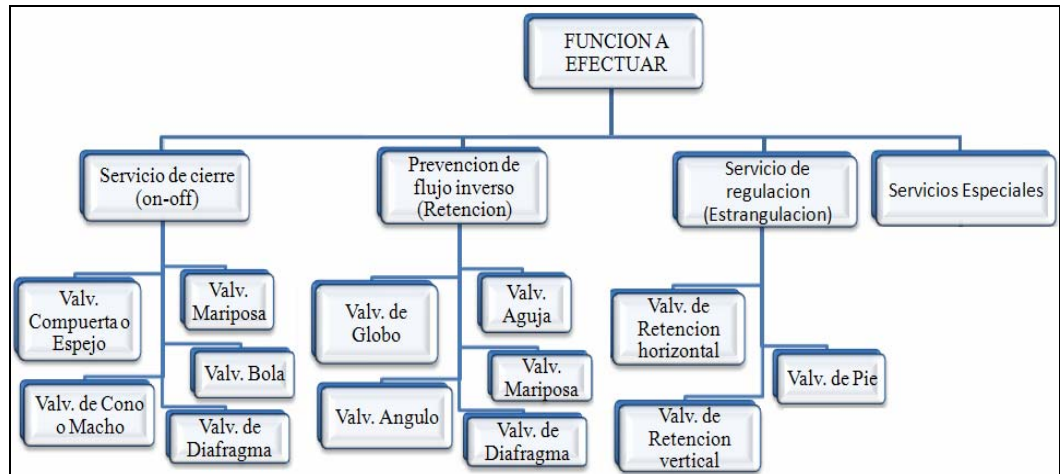 FUNCION A
EFECTUAR
Servicio de cierre
(on-off)
Prevencion de
flujo inverso
(Retencion)
Servicio de
regulacion
(Estrangulacion)
Servicios Especiales
Valv.
Compuerta o
Espejo
Valv.
Mariposa
Valv. Bola
Valv. de Cono
o Macho
Valv. de
Diafragma
Valv. de
Globo
Valv.
Aguja
Valv.
Mariposa
Valv. Angulo
Valv. de
Diafragma
Valv. de
Retencion
horizontal
Valv. de Pie
Valv. de
Retencion
vertical